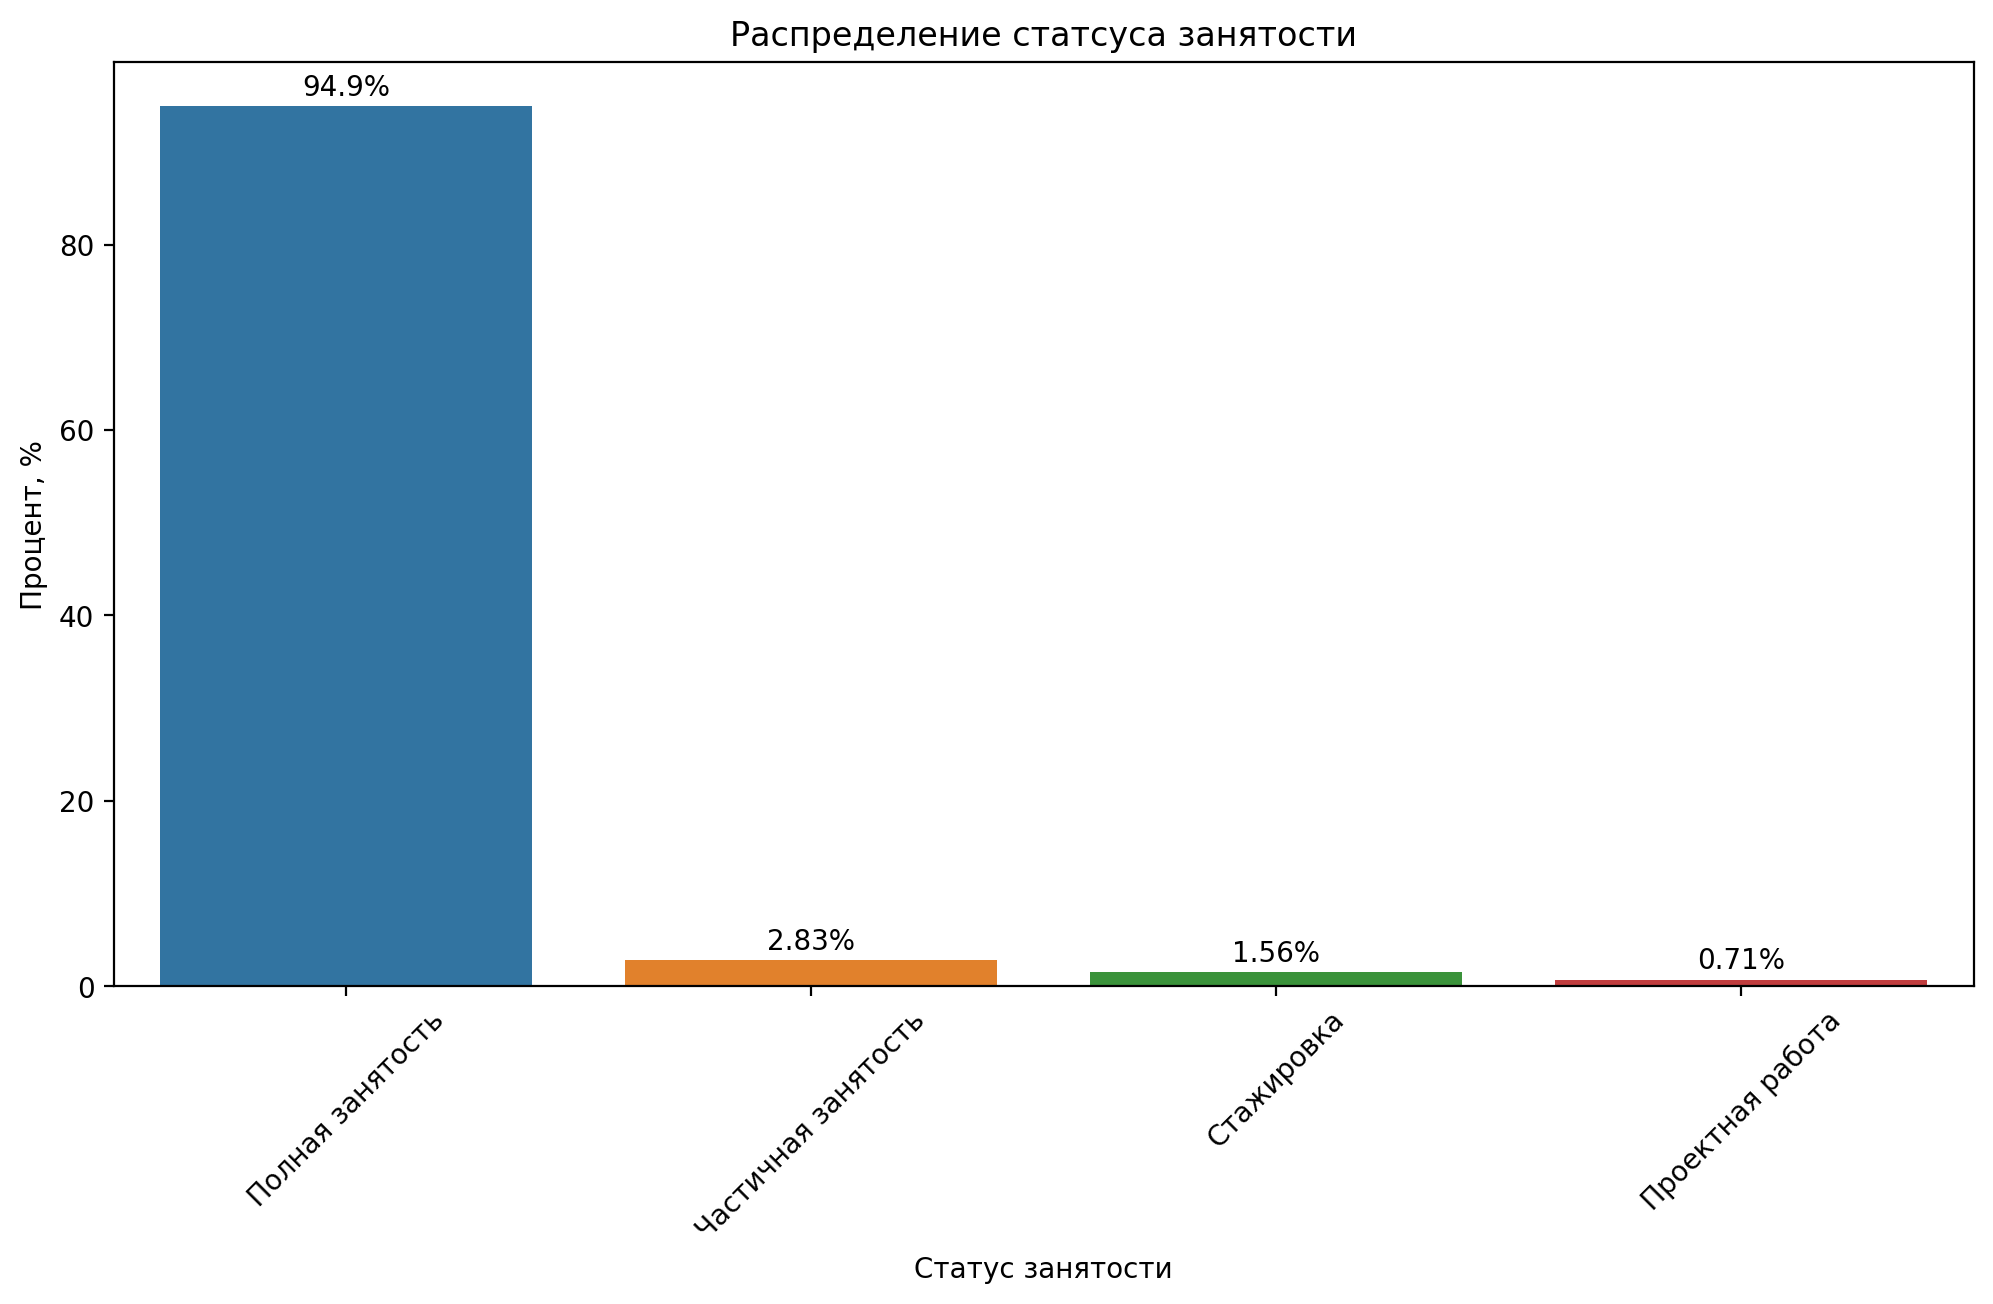 Распределение статсуса занятости
94.9%
2.83%
1.56%
0.71%
80
60
40
20
0
Процент, %
Полная занятость
Частичная занятость
Стажировка
Проектная работа
Статус занятости